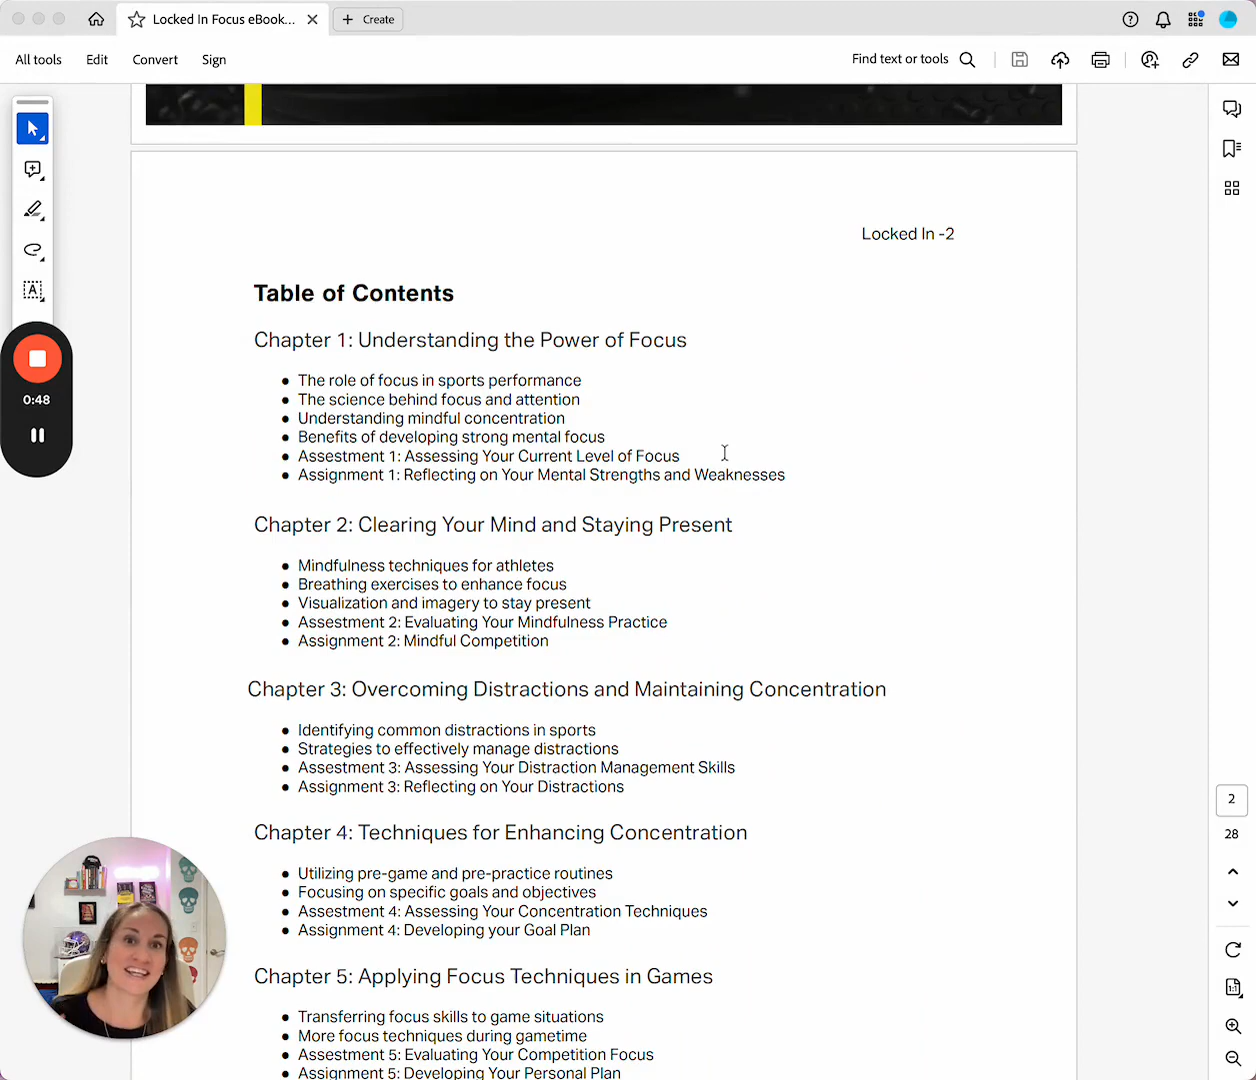 Locked In Focus eBook...
Create
All tools
Edit
Convert
Sign
Find text or tools
Locked In -2
Table of Contents
Chapter 1: Understanding the Power of Focus
● The role of focus in sports performance
● The science behind focus and attention
● Understanding mindful concentration
● Benefits of developing strong mental focus
● Assestment 1: Assessing Your Current Level of Focus
● Assignment 1: Reflecting on Your Mental Strengths and Weaknesses
Chapter 2: Clearing Your Mind and Staying Present
● Mindfulness techniques for athletes
● Breathing exercises to enhance focus
● Visualization and imagery to stay present
● Assestment 2: Evaluating Your Mindfulness Practice
● Assignment 2: Mindful Competition
Chapter 3: Overcoming Distractions and Maintaining Concentration
● Identifying common distractions in sports
● Strategies to effectively manage distractions
● Assestment 3: Assessing Your Distraction Management Skills
● Assignment 3: Reflecting on Your Distractions
Chapter 4: Techniques for Enhancing Concentration
● Utilizing pre-game and pre-practice routines
● Focusing on specific goals and objectives
● Assestment 4: Assessing Your Concentration Techniques
● Assignment 4: Developing your Goal Plan
Chapter 5: Applying Focus Techniques in Games
● Transferring focus skills to game situations
● More focus techniques during gametime
● Assestment 5: Evaluating Your Competition Focus
● Assignment 5: Developing Your Personal Plan
0:48
2
28
1:1